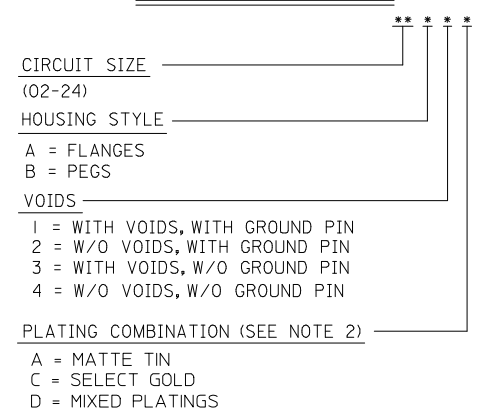 ** * * *
CIRCUIT SIZE
(02-24)
HOUSING STYLE
A = FLANGES
B = PEGS
VOIDS
1 = WITH VOIDS, WITH GROUND PIN
2 = W/O VOIDS, WITH GROUND PIN
3 = WITH VOIDS, W/O GROUND PIN
4 = W/O VOIDS, W/O GROUND PIN
PLATING COMBINATION (SEE NOTE 2)
A = MATTE TIN
C = SELECT GOLD
D = MIXED PLATINGS